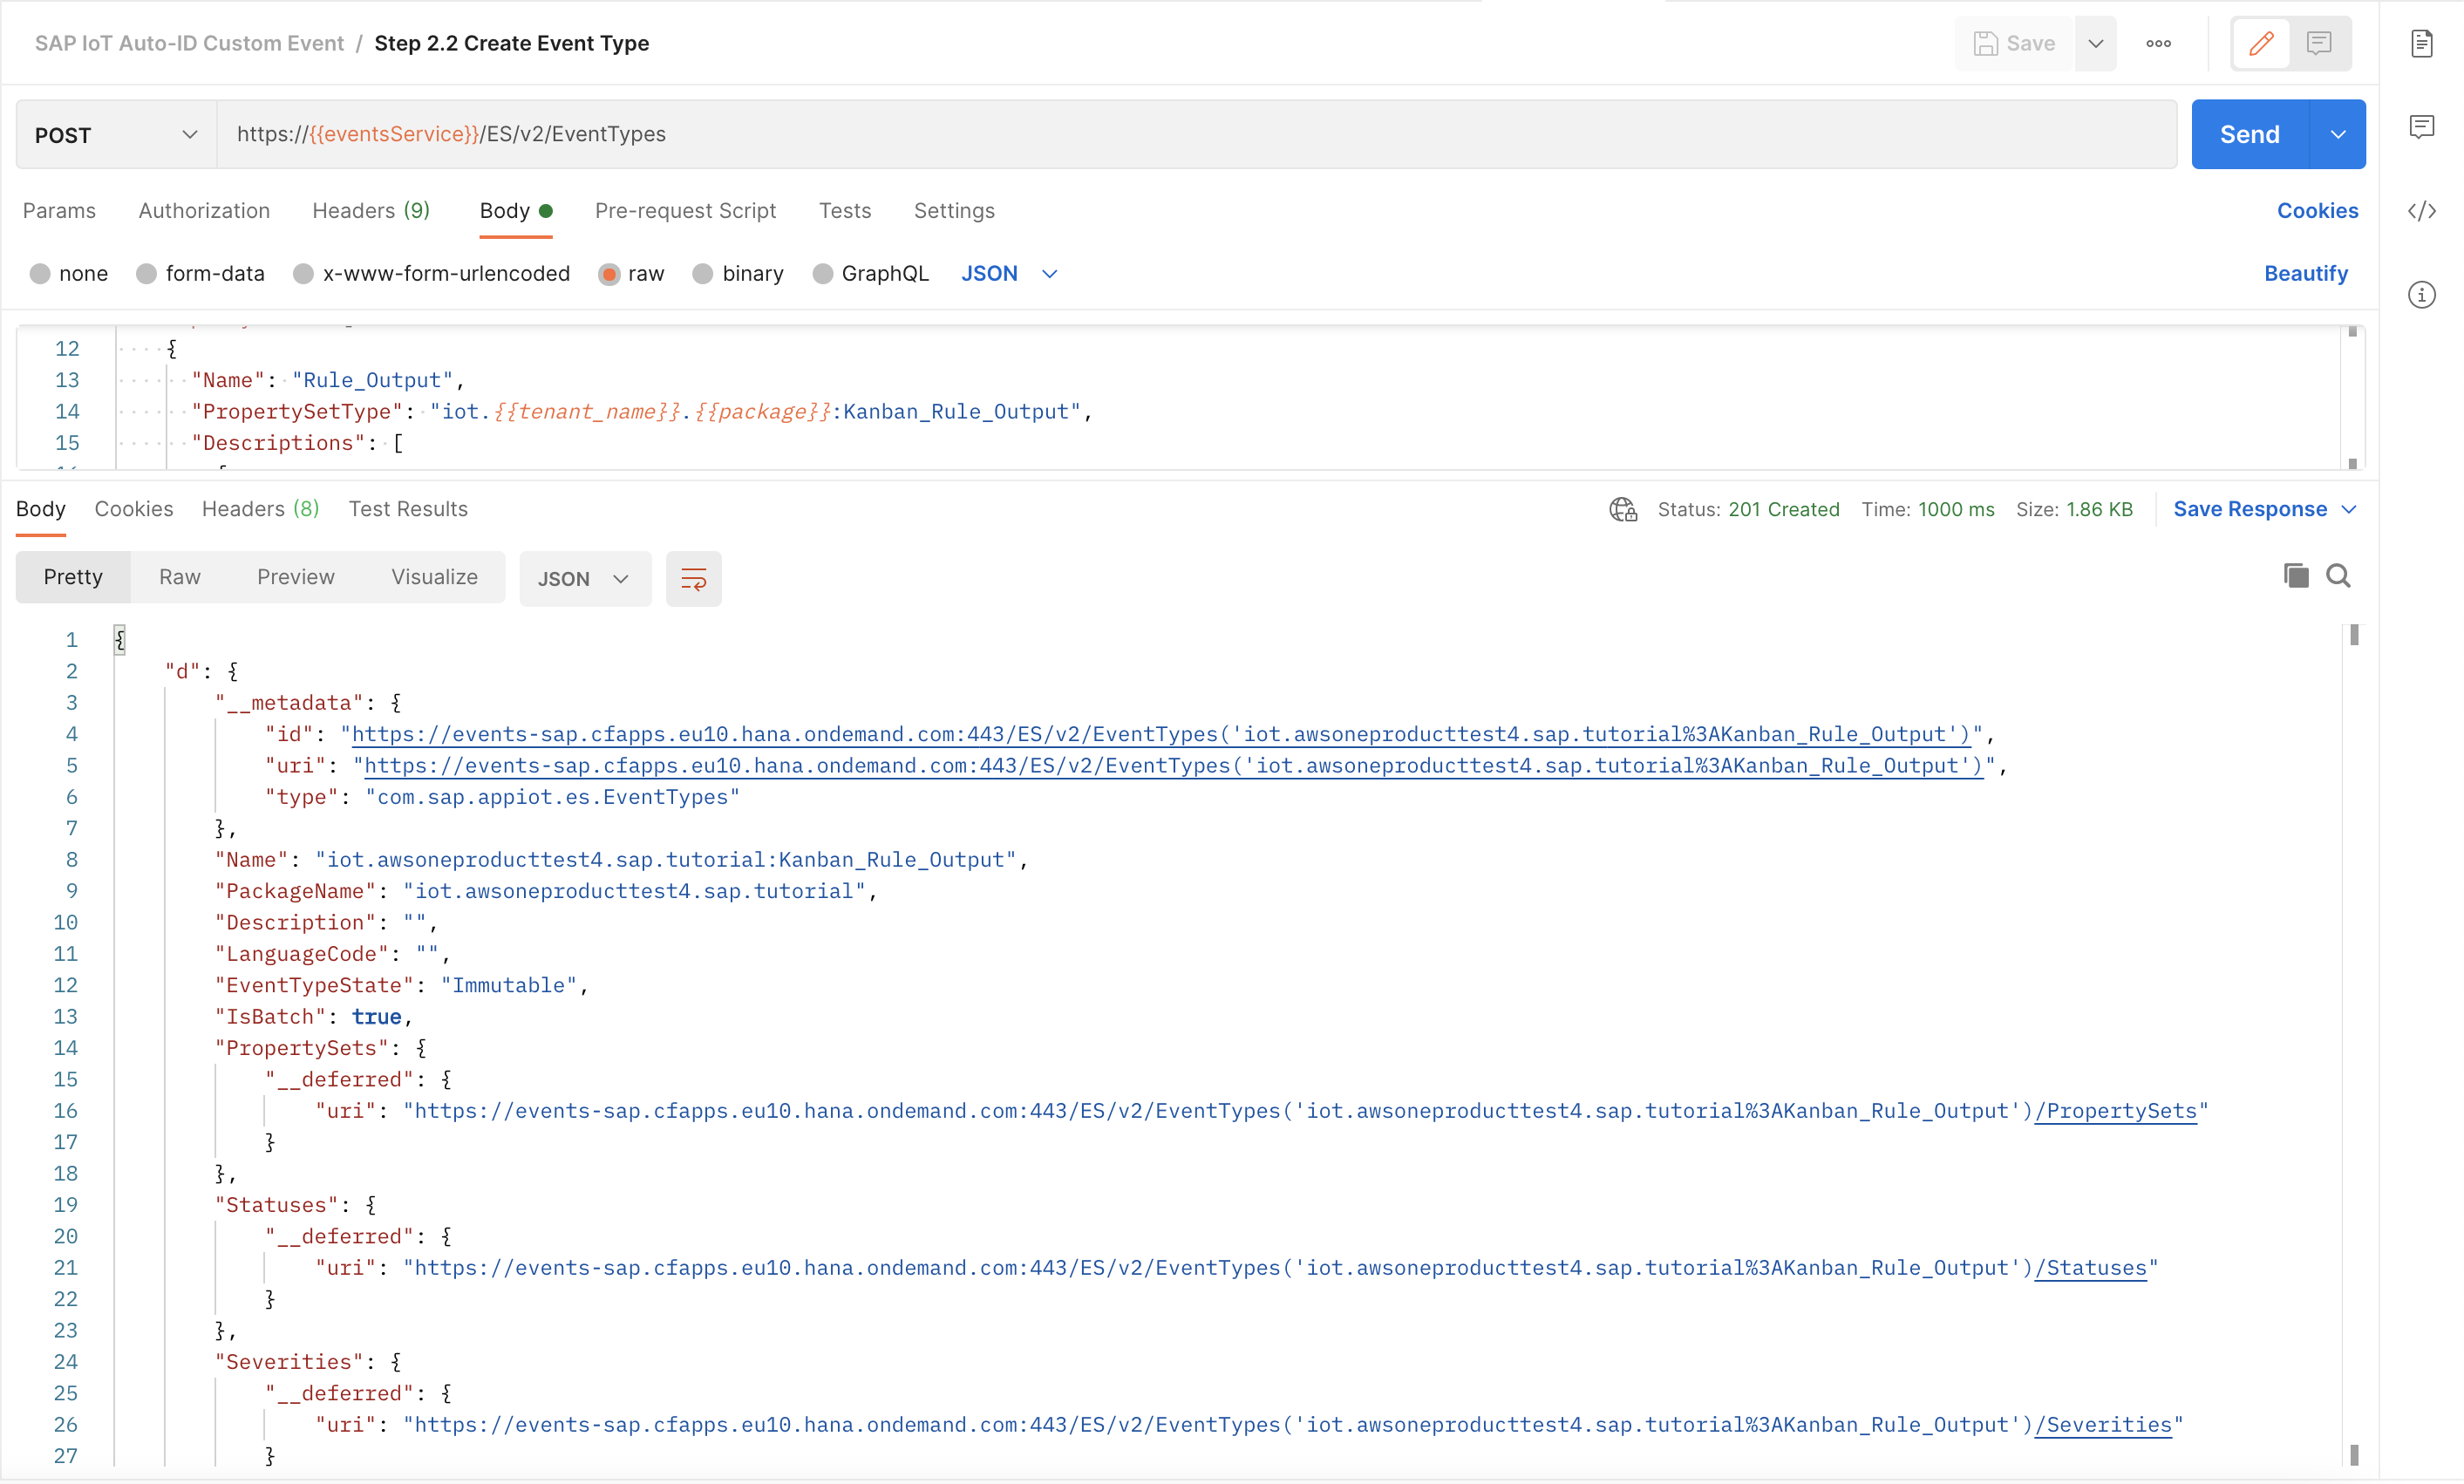 SAP IoT Auto-ID Custom Event / Step 2.2 Create Event Type
Save
POST
https://{{eventsService}}/ES/v2/EventTypes
Send
Params Authorization Headers (9) Body Pre-request Script Tests Settings Cookies
none form-data x-www-form-urlencoded raw binary GraphQL JSON Beautify
12 {
13 "Name": "Rule_Output",
14 "PropertySetType": "iot.{{tenant_name}}.{{package}}:Kanban_Rule_Output",
15 "Descriptions": [
Body Cookies Headers (8) Test Results Status: 201 Created Time: 1000 ms Size: 1.86 KB Save Response
Pretty Raw Preview Visualize JSON
1 {
2 "d": {
3 "__metadata": {
4 "id": "https://events-sap.cfapps.eu10.hana.ondemand.com:443/ES/v2/EventTypes('iot.awsoneproducttest4.sap.tutorial%3AKanban_Rule_Output')",
5 "uri": "https://events-sap.cfapps.eu10.hana.ondemand.com:443/ES/v2/EventTypes('iot.awsoneproducttest4.sap.tutorial%3AKanban_Rule_Output')",
6 "type": "com.sap.appiot.es.EventTypes"
7 },
8 "Name": "iot.awsoneproducttest4.sap.tutorial:Kanban_Rule_Output",
9 "PackageName": "iot.awsoneproducttest4.sap.tutorial",
10 "Description": "",
11 "LanguageCode": "",
12 "EventTypeState": "Immutable",
13 "IsBatch": true,
14 "PropertySets": {
15 "__deferred": {
16 "uri": "https://events-sap.cfapps.eu10.hana.ondemand.com:443/ES/v2/EventTypes('iot.awsoneproducttest4.sap.tutorial%3AKanban_Rule_Output')/PropertySets"
17 }
18 },
19 "Statuses": {
20 "__deferred": {
21 "uri": "https://events-sap.cfapps.eu10.hana.ondemand.com:443/ES/v2/EventTypes('iot.awsoneproducttest4.sap.tutorial%3AKanban_Rule_Output')/Statuses"
22 }
23 },
24 "Severities": {
25 "__deferred": {
26 "uri": "https://events-sap.cfapps.eu10.hana.ondemand.com:443/ES/v2/EventTypes('iot.awsoneproducttest4.sap.tutorial%3AKanban_Rule_Output')/Severities"
27 }